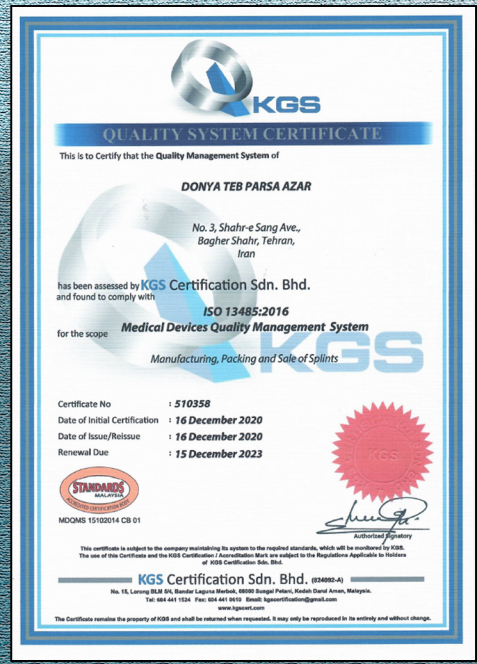 KGS
QUALITY SYSTEM CERTIFICATE
This is to Certify that the Quality Management System of
DONYA TEB PARSA AZAR
No. 3, Shahr-e Sang Ave.,
Bagher Shahr, Tehran,
Iran
has been assessed by KGS Certification Sdn. Bhd.
and found to comply with
ISO 13485:2016
Medical Devices Quality Management System
for the scope
KGS
Manufacturing, Packing and Sale of Splints
Certificate No : 510358
Date of Initial Certification : 16 December 2020
Date of Issue/Reissue : 16 December 2020
Renewal Due : 15 December 2023
KGS
STANDARDS
MALAYSIA
ACCREDITED CERTIFICATION BODY
MDQMS 15102014 CB 01
Authorized Signatory
This certificate is subject to the company maintaining its system to the required standards, which will be monitored by KGS.
The use of this Certificate and the KGS Certification / Accreditation Mark are subject to the Regulations Applicable to Holders
of KGS Certification Sdn. Bhd.
KGS Certification Sdn. Bhd. (824092-A)
No. 15, Lorong BLM 5/4, Bandar Laguna Merbok, 08000 Sungai Petani, Kedah Darul Aman, Malaysia.
Tel: 604 441 1524 Fax: 604 441 0610 Email: kgscertification@gmail.com
www.kgscert.com
The Certificate remains the property of KGS and shall be returned when requested. It may only be reproduced in its entirety and without change.